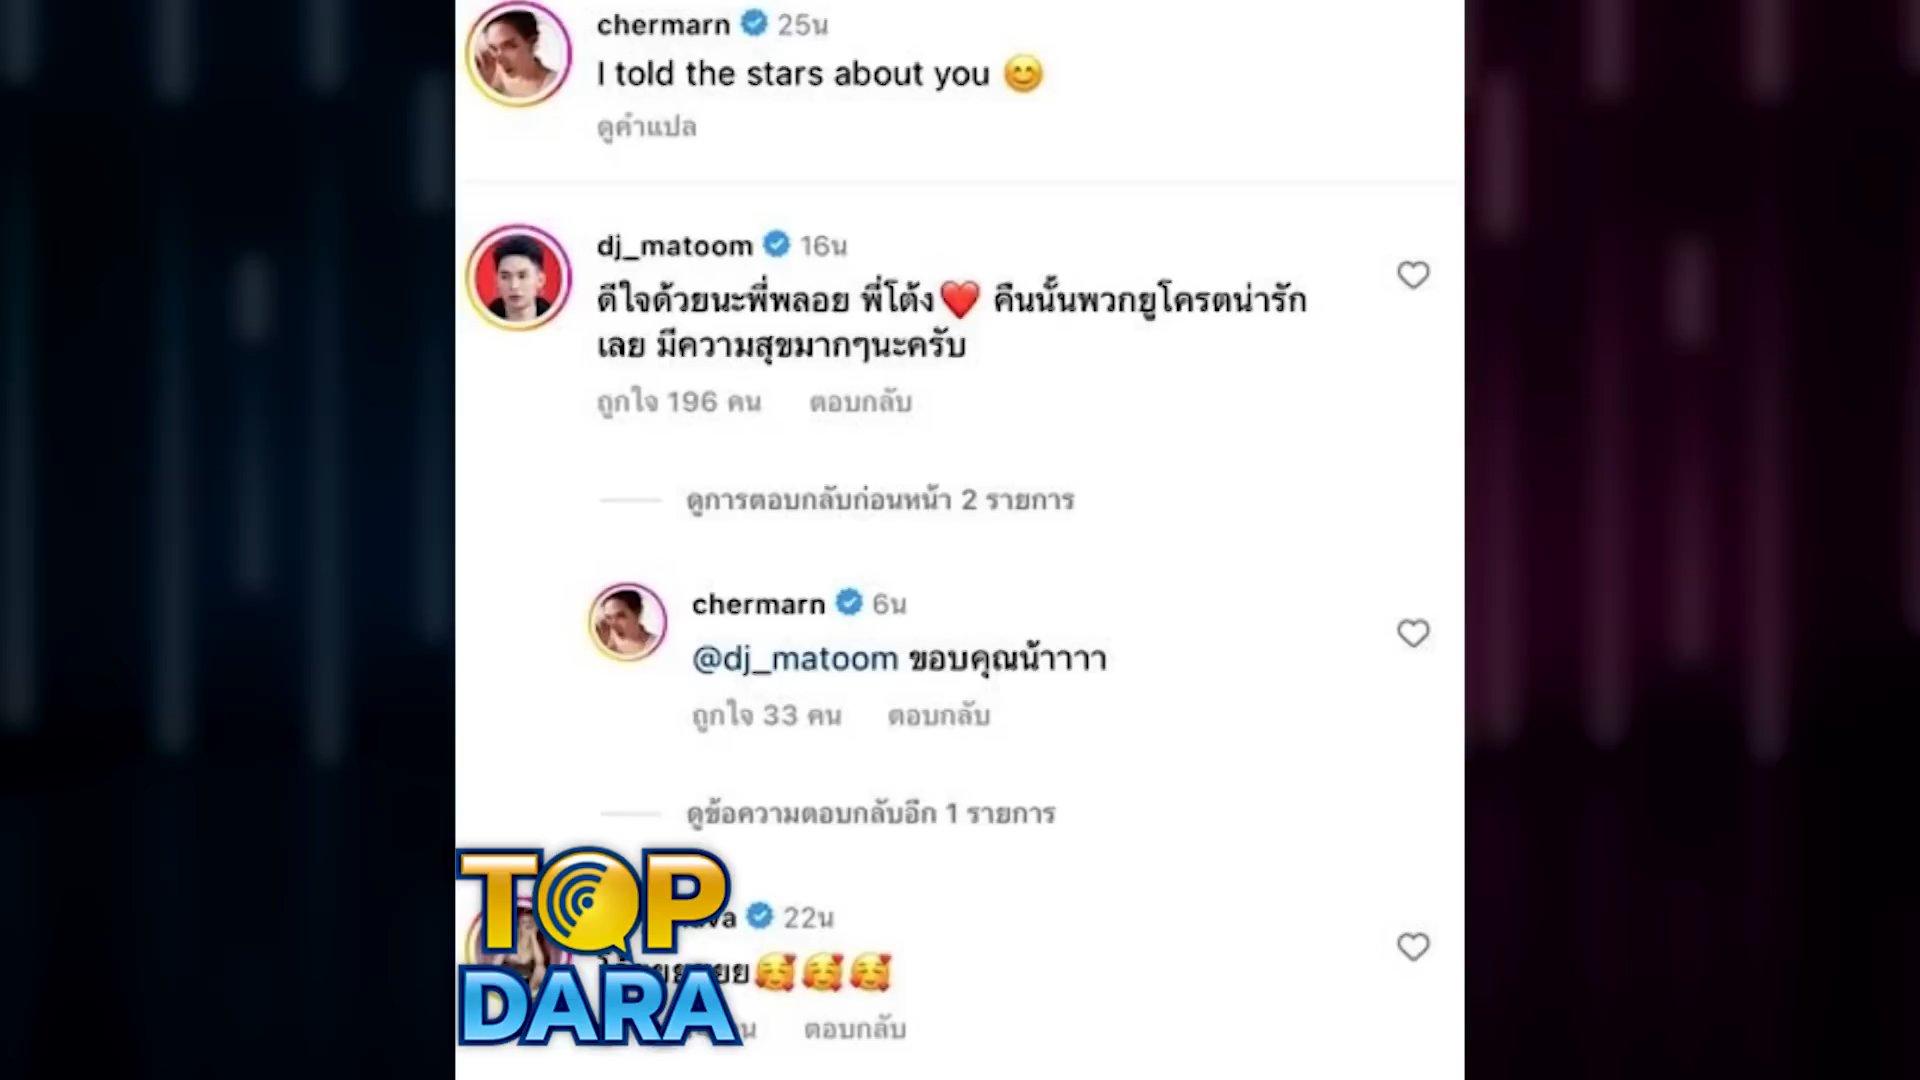 chermarn 25น
I told the stars about you 😊
ดูคำแปล
dj_matoom 16น
ดีใจด้วยนะพี่พลอย พี่โต้ง❤️ คืนนั้นพวกยูโครตน่ารัก
เลย มีความสุขมากๆนะครับ
ถูกใจ 196 คน ตอบกลับ
ดูการตอบกลับก่อนหน้า 2 รายการ
chermarn 6น
@dj_matoom ขอบคุณน้าาาา
ถูกใจ 33 คน ตอบกลับ
ดูข้อความตอบกลับอีก 1 รายการ
22น
🥰🥰🥰
ตอบกลับ
TOP
DARA